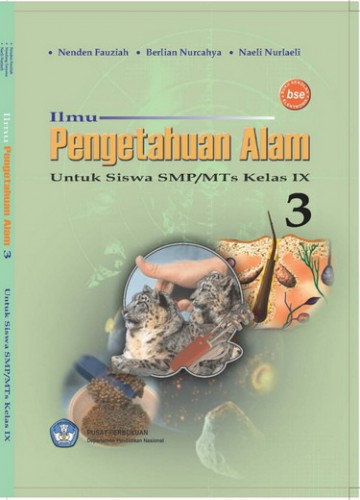 • Nenden Fauziah • Berlian Nurcahya • Naeli Nurlaeli
bse
Ilmu
Pengetahuan Alam
Untuk Siswa SMP/MTs Kelas IX
3
PUSAT PERBUKUAN
Departemen Pendidikan Nasional
Ilmu Pengetahuan Alam 3
Untuk Siswa SMP/MTs Kelas IX